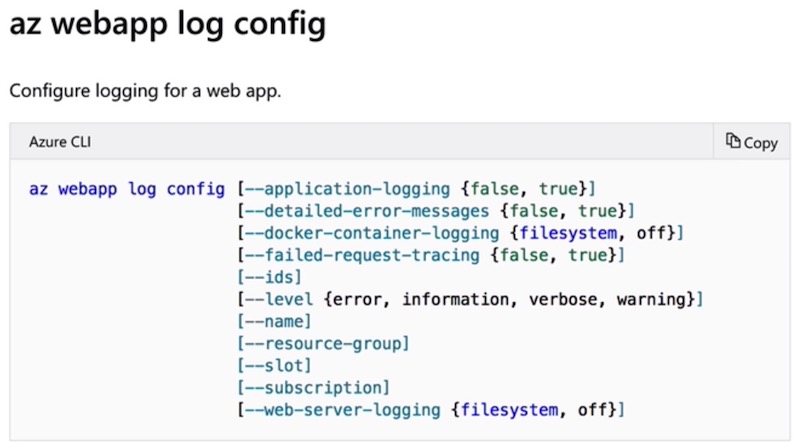 az webapp log config
Configure logging for a web app.
Azure CLI
Copy
az webapp log config [--application-logging {false, true}]
[--detailed-error-messages {false, true}]
[--docker-container-logging {filesystem, off}]
[--failed-request-tracing {false, true}]
[--ids]
[--level {error, information, verbose, warning}]
[--name]
[--resource-group]
[--slot]
[--subscription]
[--web-server-logging {filesystem, off}]